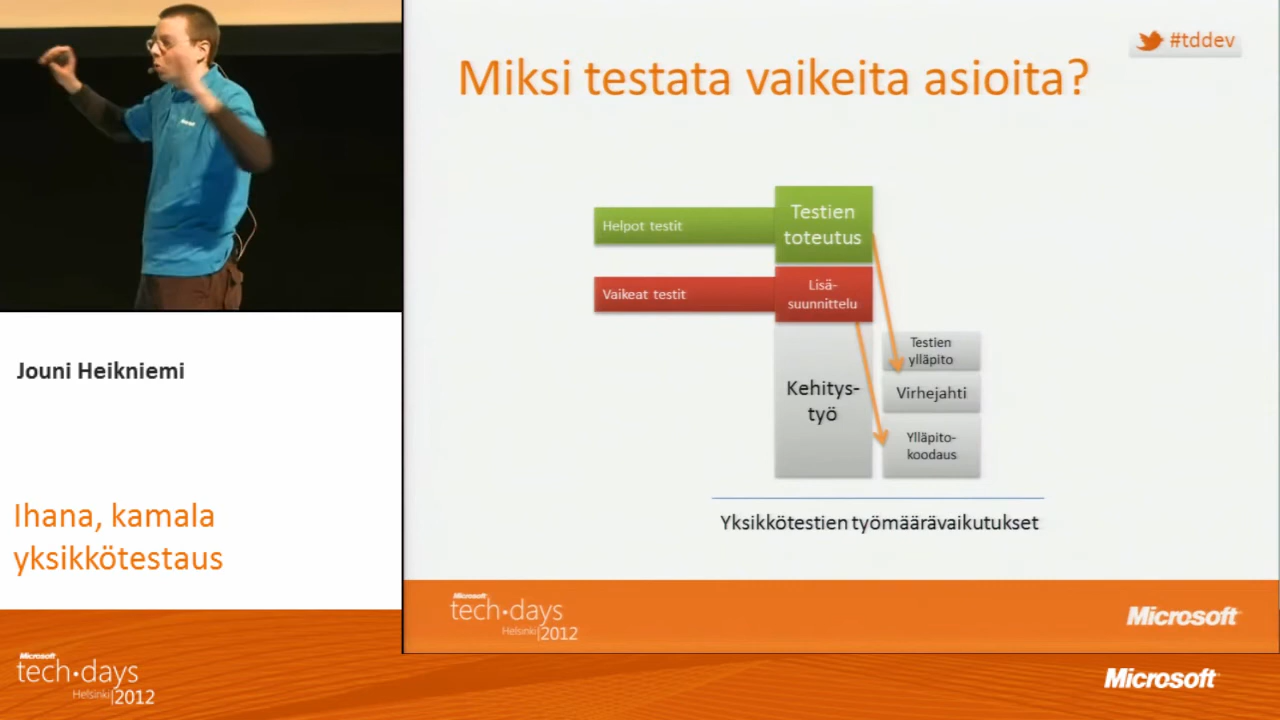 #tddev
Miksi testata vaikeita asioita?
Helpot testit
Testien
toteutus
Vaikeat testit
Lisä-
suunnittelu
Kehitys-
työ
Testien
ylläpito
Virhejahti
Ylläpito-
koodaus
Yksikkötestien työmäärävaikutukset
Microsoft
tech·days
Helsinki|2012
Microsoft
Jouni Heikniemi
Ihana, kamala
yksikkötestaus
Microsoft
tech·days
Helsinki|2012
Microsoft